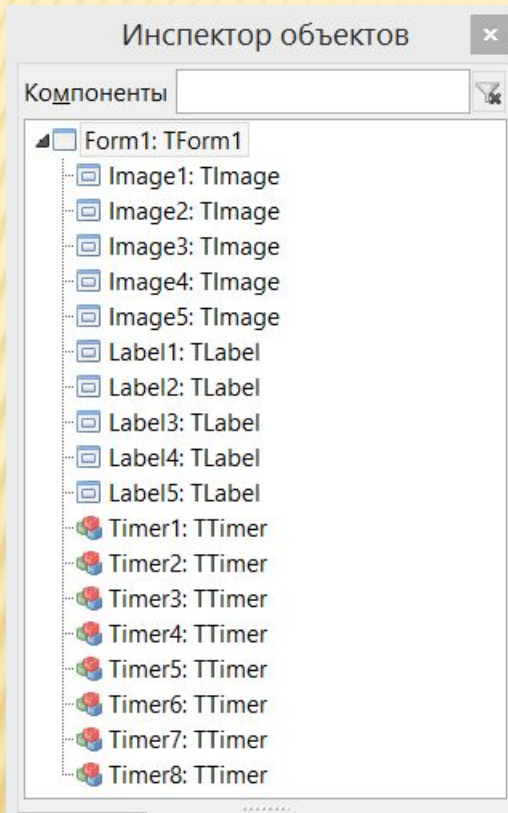 Инспектор объектов
Компоненты
Form1: TForm1
Image1: TImage
Image2: TImage
Image3: TImage
Image4: TImage
Image5: TImage
Label1: TLabel
Label2: TLabel
Label3: TLabel
Label4: TLabel
Label5: TLabel
Timer1: TTimer
Timer2: TTimer
Timer3: TTimer
Timer4: TTimer
Timer5: TTimer
Timer6: TTimer
Timer7: TTimer
Timer8: TTimer